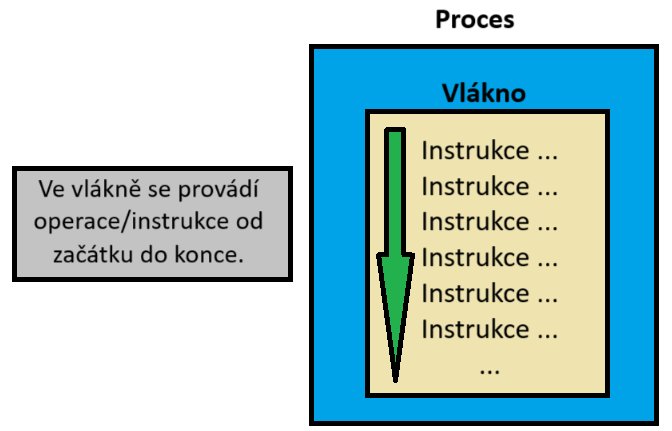 Proces
Vlákno
Ve vlákně se provádí
operace/instrukce od
začátku do konce.
Instrukce ...
Instrukce ...
Instrukce ...
Instrukce ...
Instrukce ...
Instrukce ...
...